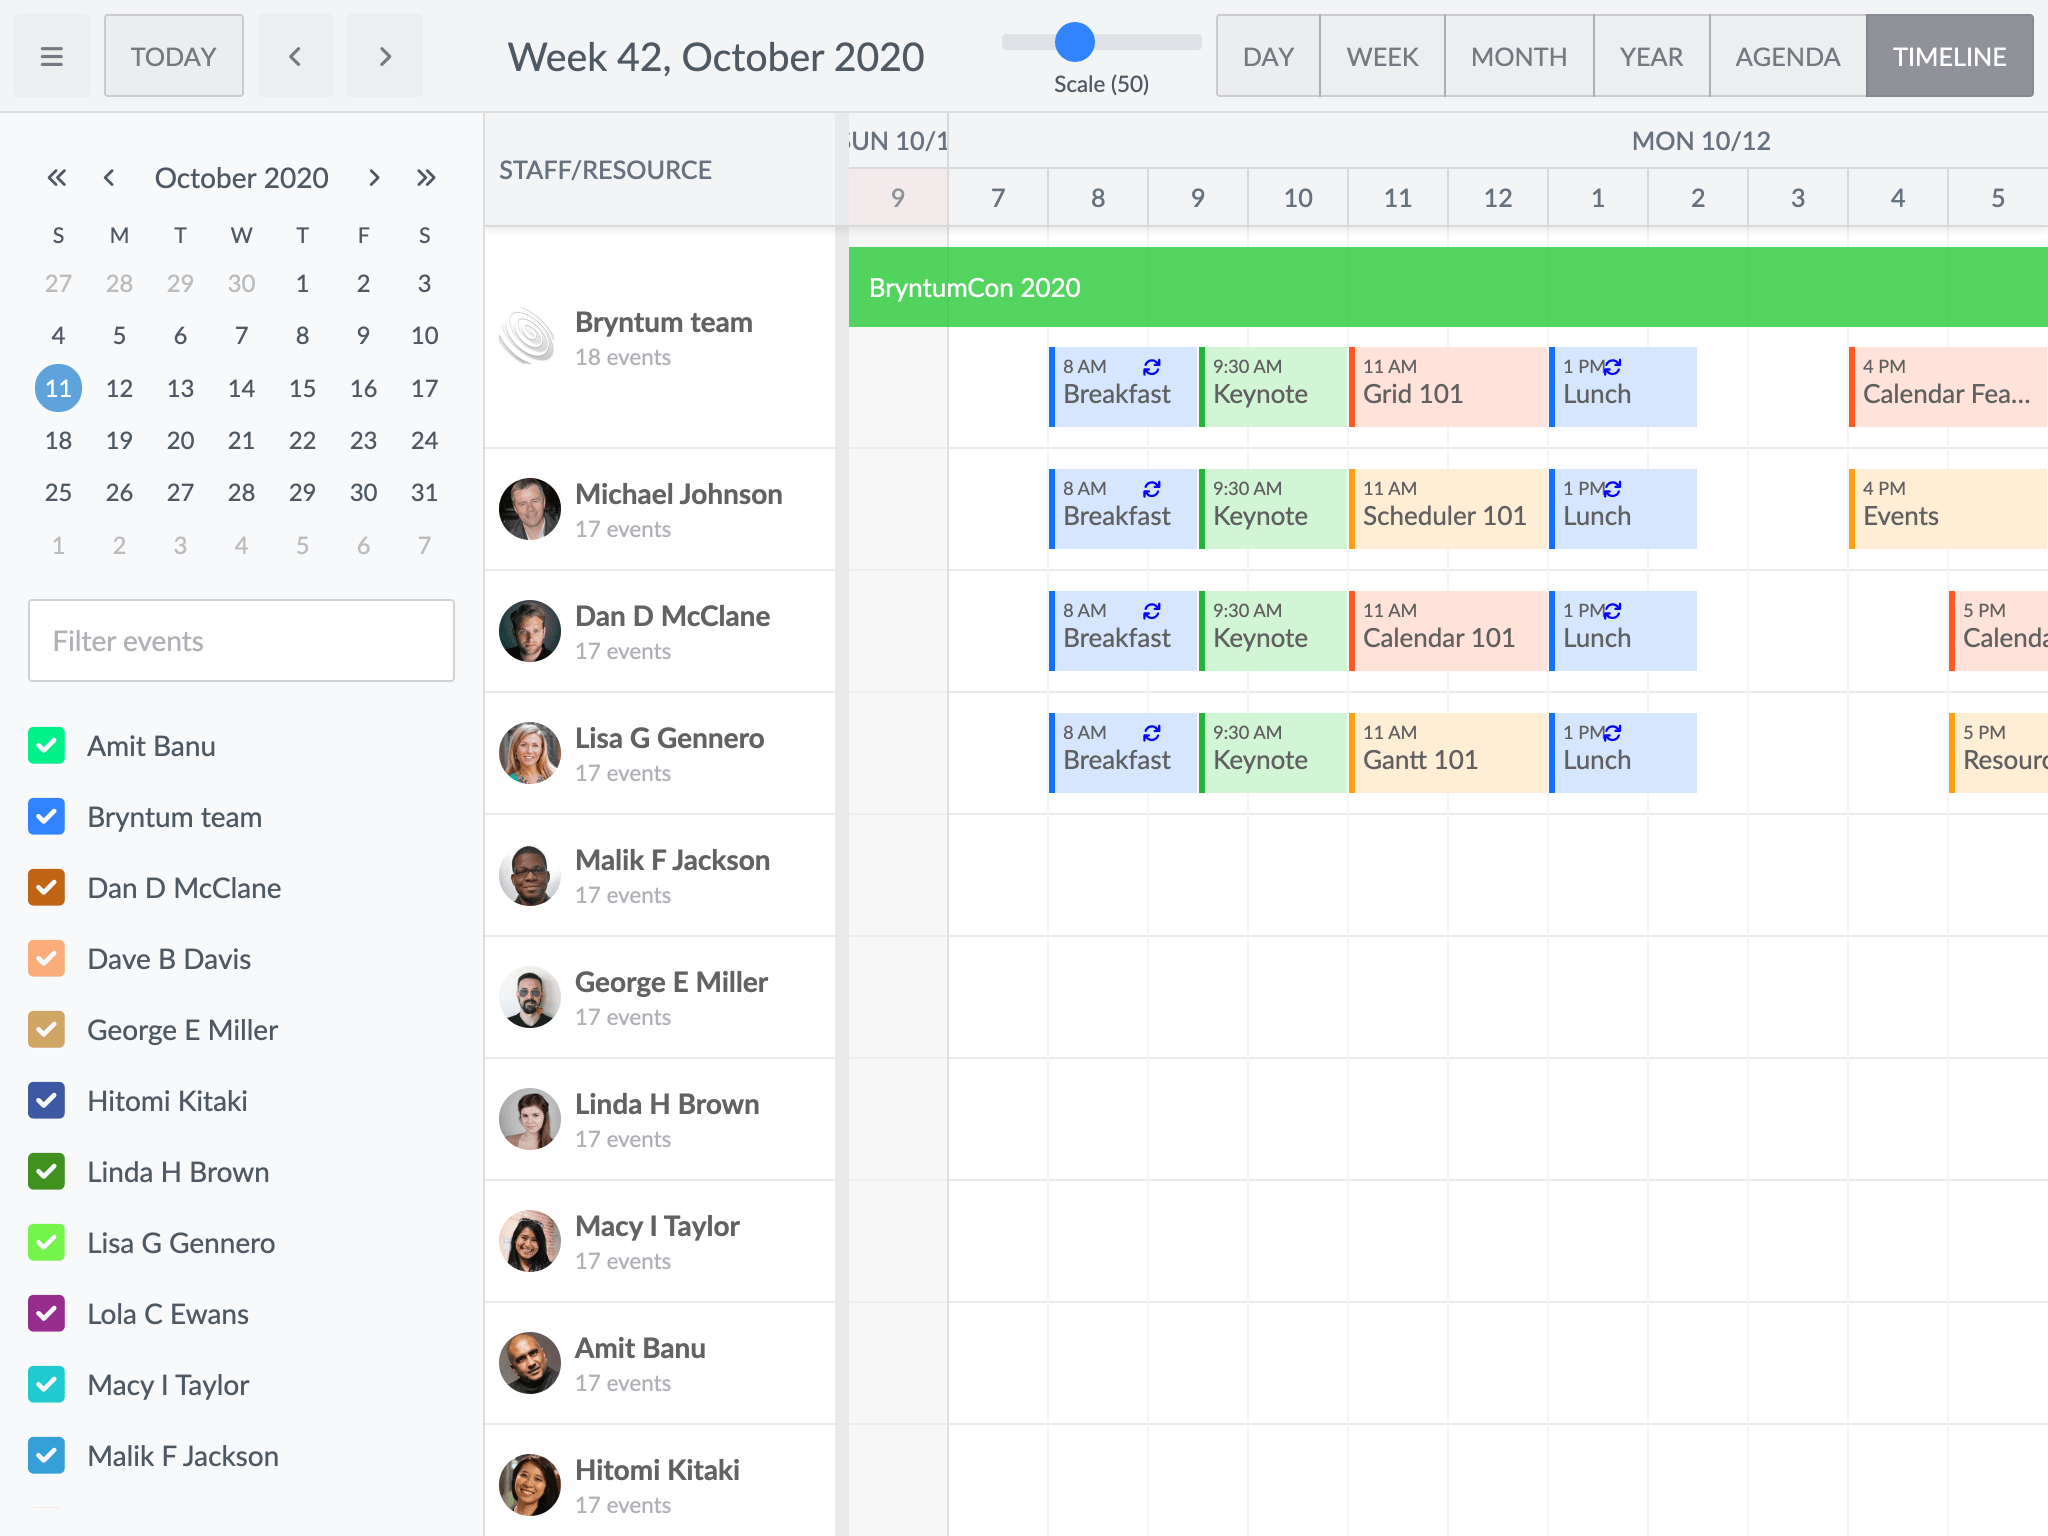 TODAY
Week 42, October 2020
Scale (50)
DAY WEEK MONTH YEAR AGENDA TIMELINE
October 2020
S M T W T F S
27 28 29 30 1 2 3
4 5 6 7 8 9 10
11 12 13 14 15 16 17
18 19 20 21 22 23 24
25 26 27 28 29 30 31
1 2 3 4 5 6 7
Filter events
Amit Banu
Bryntum team
Dan D McClane
Dave B Davis
George E Miller
Hitomi Kitaki
Linda H Brown
Lisa G Gennero
Lola C Ewans
Macy I Taylor
Malik F Jackson
STAFF/RESOURCE
SUN 10/1 MON 10/12
9 7 8 9 10 11 12 1 2 3 4 5
Bryntum team
18 events
BryntumCon 2020
8 AM 9:30 AM 11 AM 1 PM 4 PM
Breakfast Keynote Grid 101 Lunch Calendar Fea...
Michael Johnson
17 events
8 AM 9:30 AM 11 AM 1 PM 4 PM
Breakfast Keynote Scheduler 101 Lunch Events
Dan D McClane
17 events
8 AM 9:30 AM 11 AM 1 PM 5 PM
Breakfast Keynote Calendar 101 Lunch Calenda
Lisa G Gennero
17 events
8 AM 9:30 AM 11 AM 1 PM 5 PM
Breakfast Keynote Gantt 101 Lunch Resourc
Malik F Jackson
17 events
George E Miller
17 events
Linda H Brown
17 events
Macy I Taylor
17 events
Amit Banu
17 events
Hitomi Kitaki
17 events